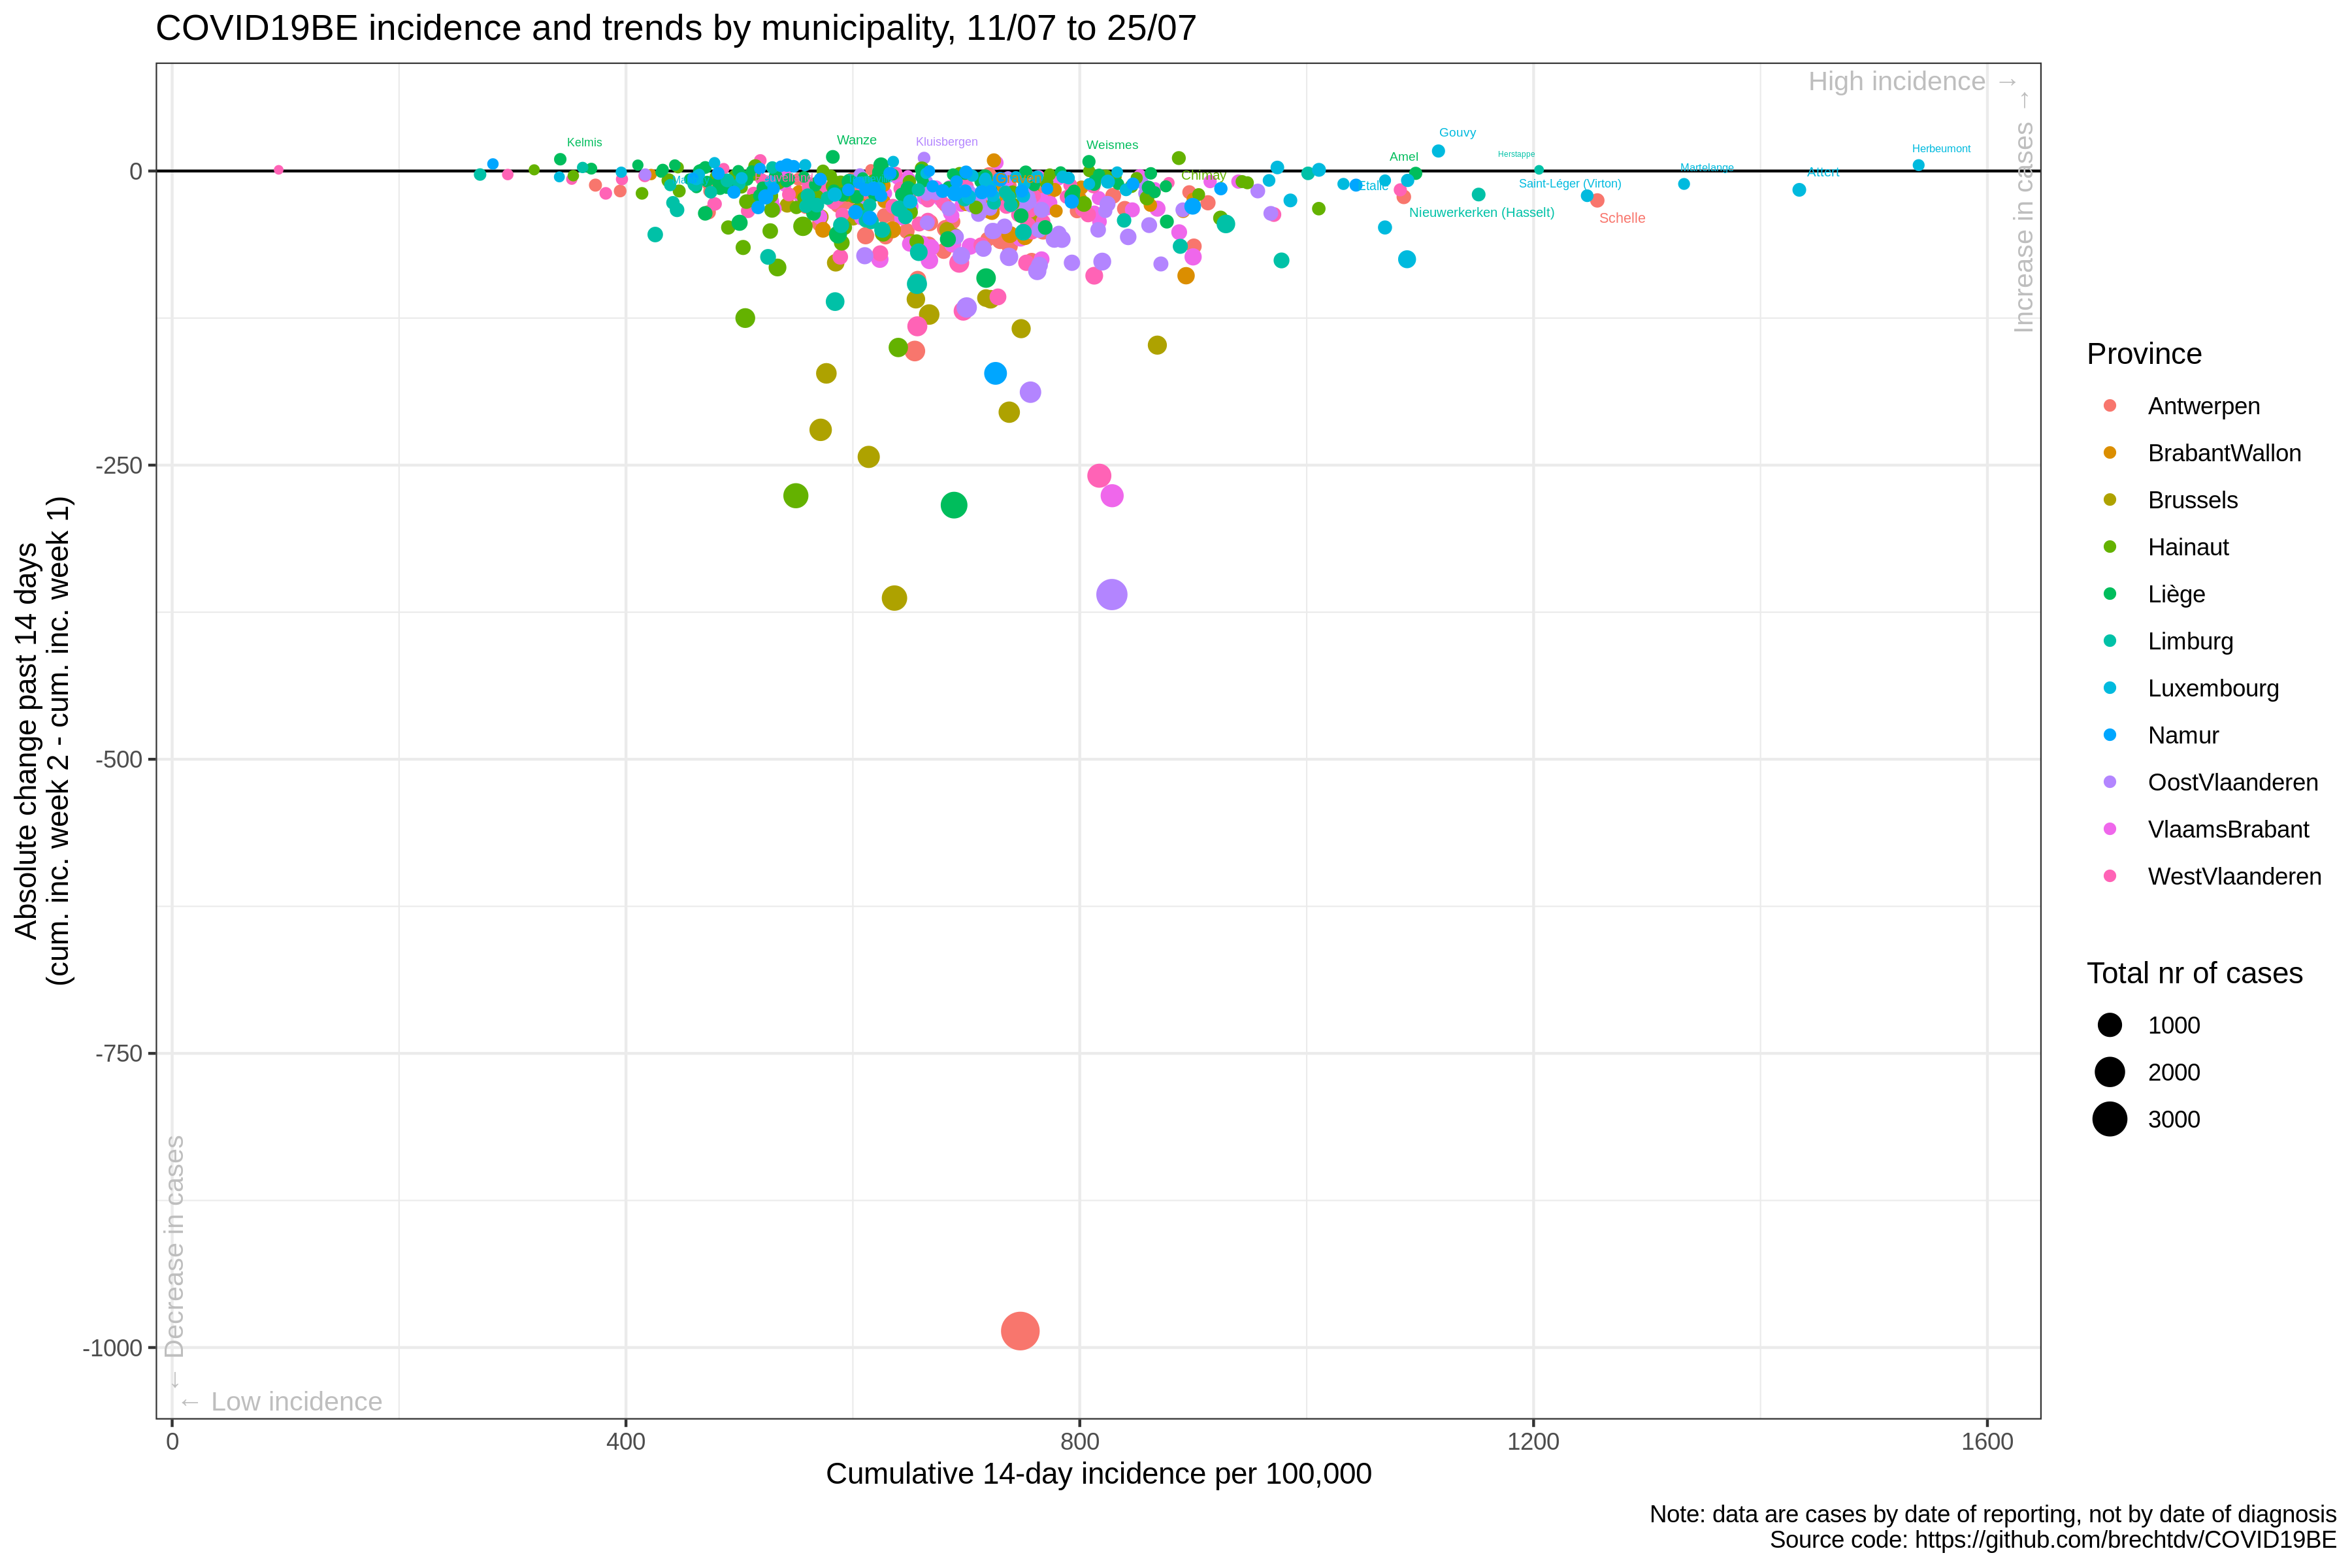 COVID19BE incidence and trends by municipality, 11/07 to 25/07
High incidence →
Increase in cases →
Kelmis
Wanze
Kluisbergen
Weismes
Gouvy
Amel
Herstappe
Herbeumont
Martelange
Attert
Chimay
Etalle
Saint-Léger (Virton)
Nieuwerkerken (Hasselt)
Schelle
0
-250
-500
-750
-1000
Absolute change past 14 days
(cum. inc. week 2 - cum. inc. week 1)
← Decrease in cases
← Low incidence
0
400
800
1200
1600
Cumulative 14-day incidence per 100,000
Province
Antwerpen
BrabantWallon
Brussels
Hainaut
Liège
Limburg
Luxembourg
Namur
OostVlaanderen
VlaamsBrabant
WestVlaanderen
Total nr of cases
1000
2000
3000
Note: data are cases by date of reporting, not by date of diagnosis
Source code: https://github.com/brechtdv/COVID19BE